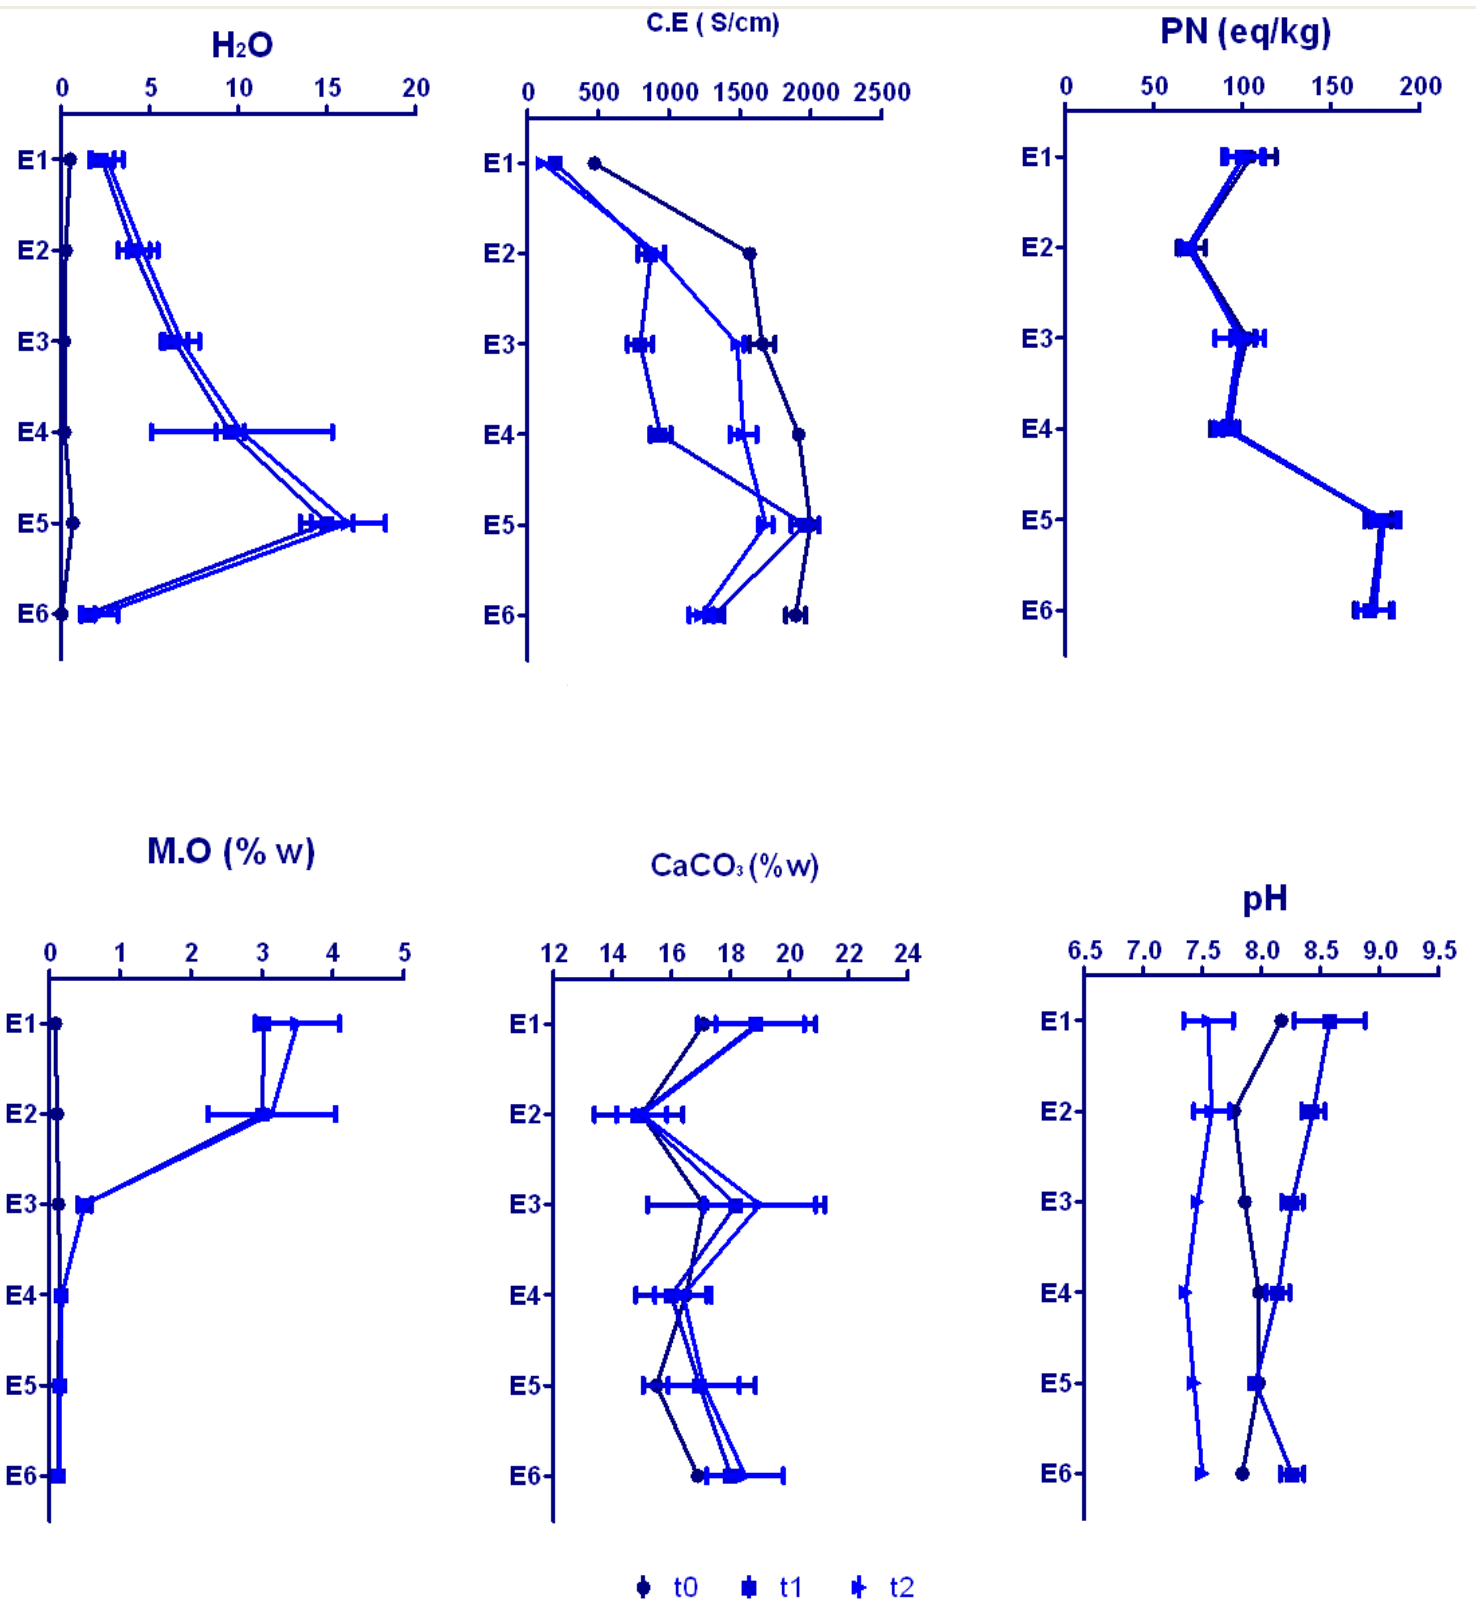 H₂O
0 5 10 15 20
E1
E2
E3
E4
E5
E6
C.E ( S/cm)
0 500 1000 1500 2000 2500
E1
E2
E3
E4
E5
E6
PN (eq/kg)
0 50 100 150 200
E1
E2
E3
E4
E5
E6
M.O (% w)
0 1 2 3 4 5
E1
E2
E3
E4
E5
E6
CaCO₃ (% w)
12 14 16 18 20 22 24
E1
E2
E3
E4
E5
E6
pH
6.5 7.0 7.5 8.0 8.5 9.0 9.5
E1
E2
E3
E4
E5
E6
t0 t1 t2